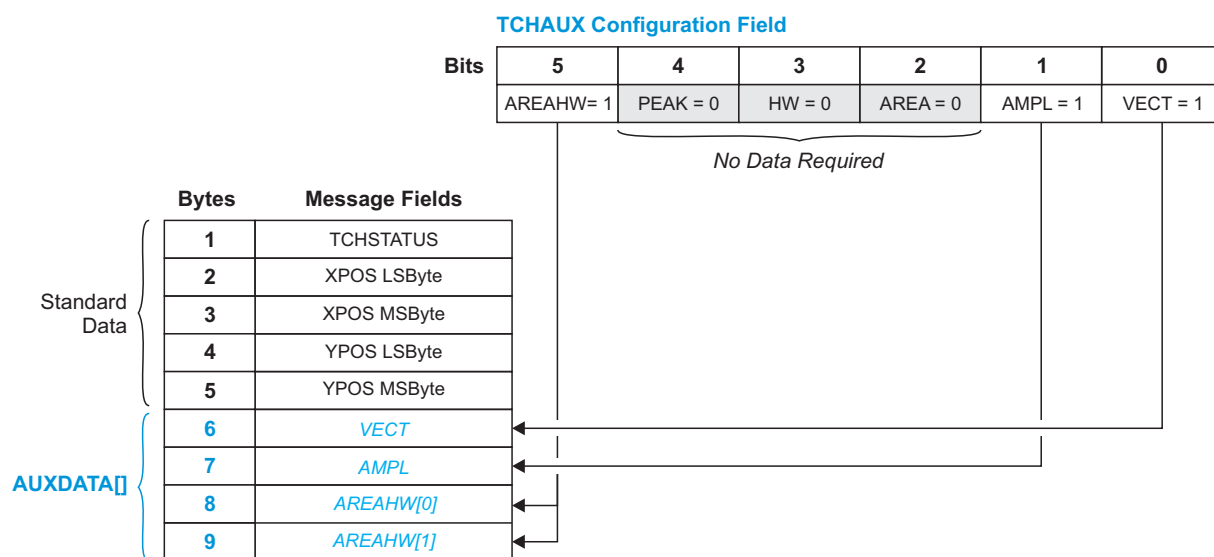 TCHAUX Configuration Field
Bits 5 4 3 2 1 0
AREAHW= 1 PEAK = 0 HW = 0 AREA = 0 AMPL = 1 VECT = 1
No Data Required
Bytes Message Fields
1 TCHSTATUS
2 XPOS LSByte
Standard
Data
3 XPOS MSByte
4 YPOS LSByte
5 YPOS MSByte
6 VECT
7 AMPL
AUXDATA[]
8 AREAHW[0]
9 AREAHW[1]